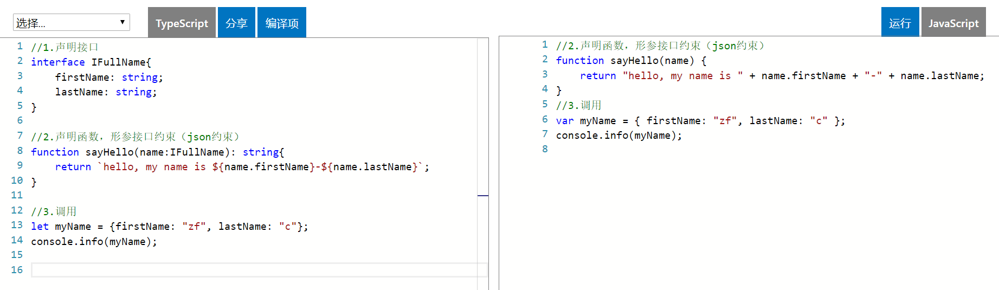 选择...
TypeScript 分享 编译项
运行 JavaScript
1 //1.声明接口
2 interface IFullName{
3     firstName: string;
4     lastName: string;
5 }
6
7 //2.声明函数，形参接口约束（json约束）
8 function sayHello(name:IFullName): string{
9     return `hello, my name is ${name.firstName}-${name.lastName}`;
10 }
11
12 //3.调用
13 let myName = {firstName: "zf", lastName: "c"};
14 console.info(myName);
15
16
1 //2.声明函数，形参接口约束（json约束）
2 function sayHello(name) {
3     return "hello, my name is " + name.firstName + "-" + name.lastName;
4 }
5 //3.调用
6 var myName = { firstName: "zf", lastName: "c" };
7 console.info(myName);
8